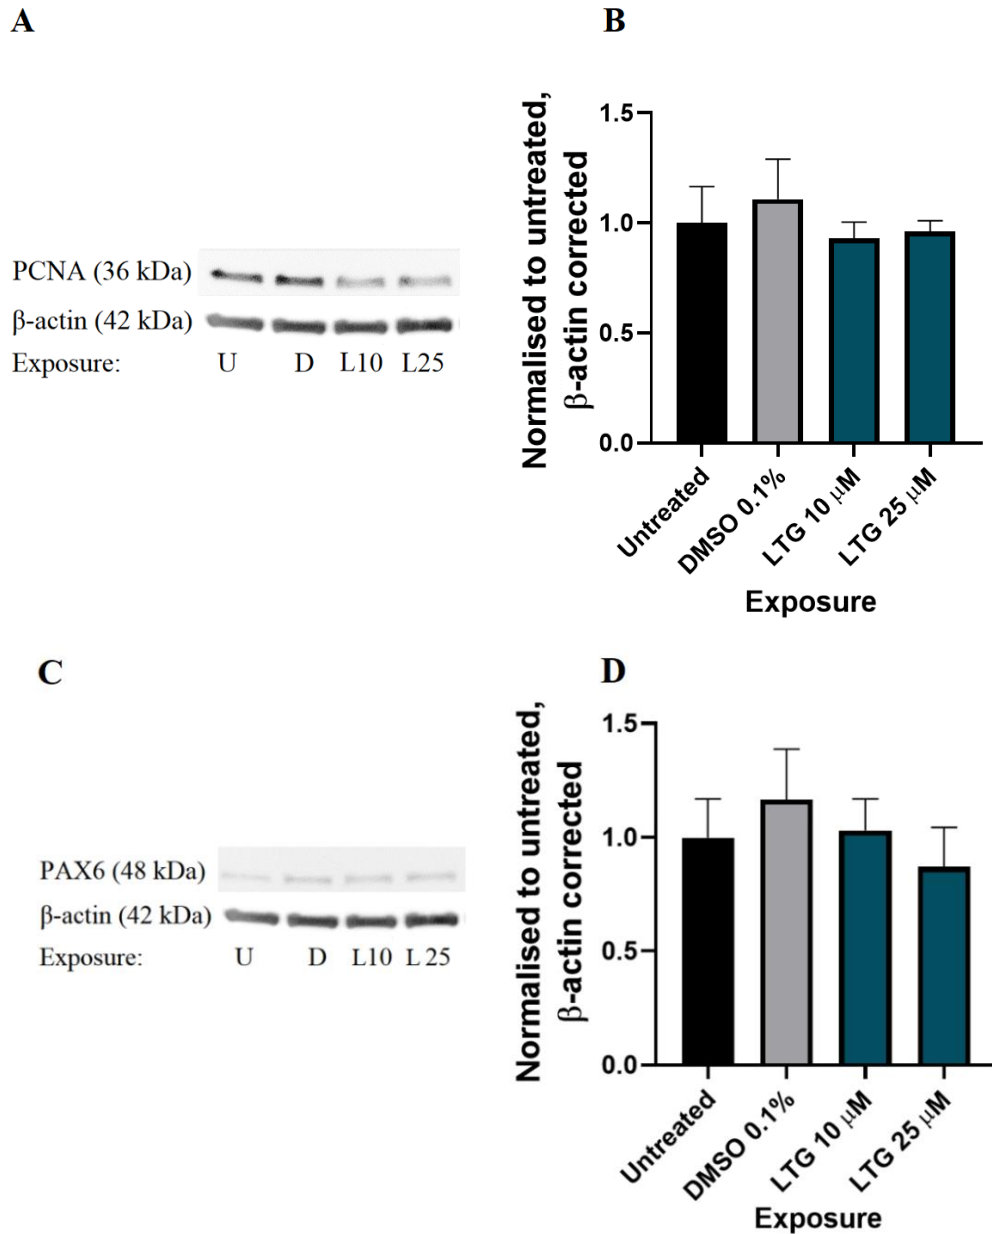 A
PCNA (36 kDa)
β-actin (42 kDa)
Exposure: U D L10 L25
B
Normalised to untreated,
β-actin corrected
1.5
1.0
0.5
0.0
Untreated
DMSO 0.1%
LTG 10 μM
LTG 25 μM
Exposure
C
PAX6 (48 kDa)
β-actin (42 kDa)
Exposure: U D L10 L 25
D
Normalised to untreated,
β-actin corrected
1.5
1.0
0.5
0.0
Untreated
DMSO 0.1%
LTG 10 μM
LTG 25 μM
Exposure